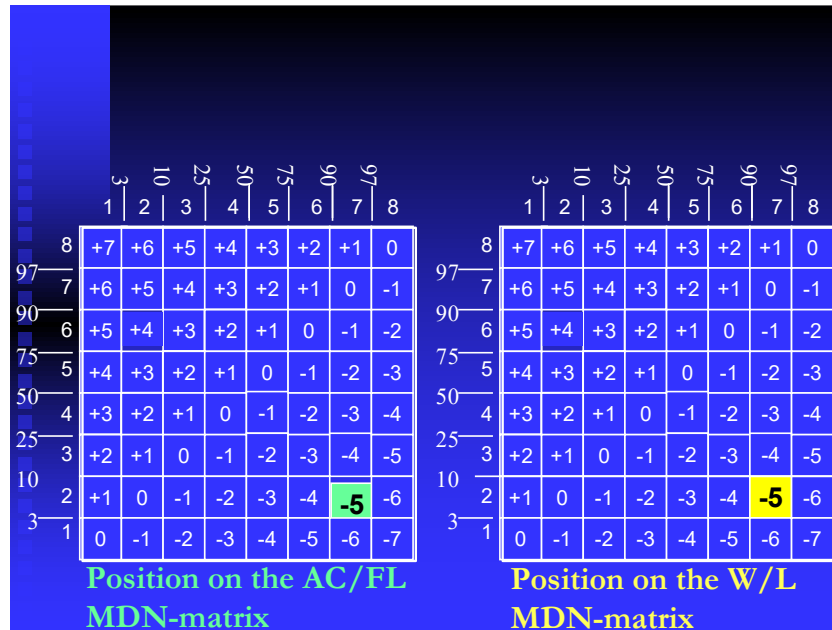 3 10 25 50 75 90 97
1 2 3 4 5 6 7 8
8 +7 +6 +5 +4 +3 +2 +1 0
97
7 +6 +5 +4 +3 +2 +1 0 -1
90
6 +5 +4 +3 +2 +1 0 -1 -2
75
5 +4 +3 +2 +1 0 -1 -2 -3
50
4 +3 +2 +1 0 -1 -2 -3 -4
25
3 +2 +1 0 -1 -2 -3 -4 -5
10
2 +1 0 -1 -2 -3 -4 -5 -6
3
1 0 -1 -2 -3 -4 -5 -6 -7
Position on the AC/FL
MDN-matrix
3 10 25 50 75 90 97
1 2 3 4 5 6 7 8
8 +7 +6 +5 +4 +3 +2 +1 0
97
7 +6 +5 +4 +3 +2 +1 0 -1
90
6 +5 +4 +3 +2 +1 0 -1 -2
75
5 +4 +3 +2 +1 0 -1 -2 -3
50
4 +3 +2 +1 0 -1 -2 -3 -4
25
3 +2 +1 0 -1 -2 -3 -4 -5
10
2 +1 0 -1 -2 -3 -4 -5 -6
3
1 0 -1 -2 -3 -4 -5 -6 -7
Position on the W/L
MDN-matrix